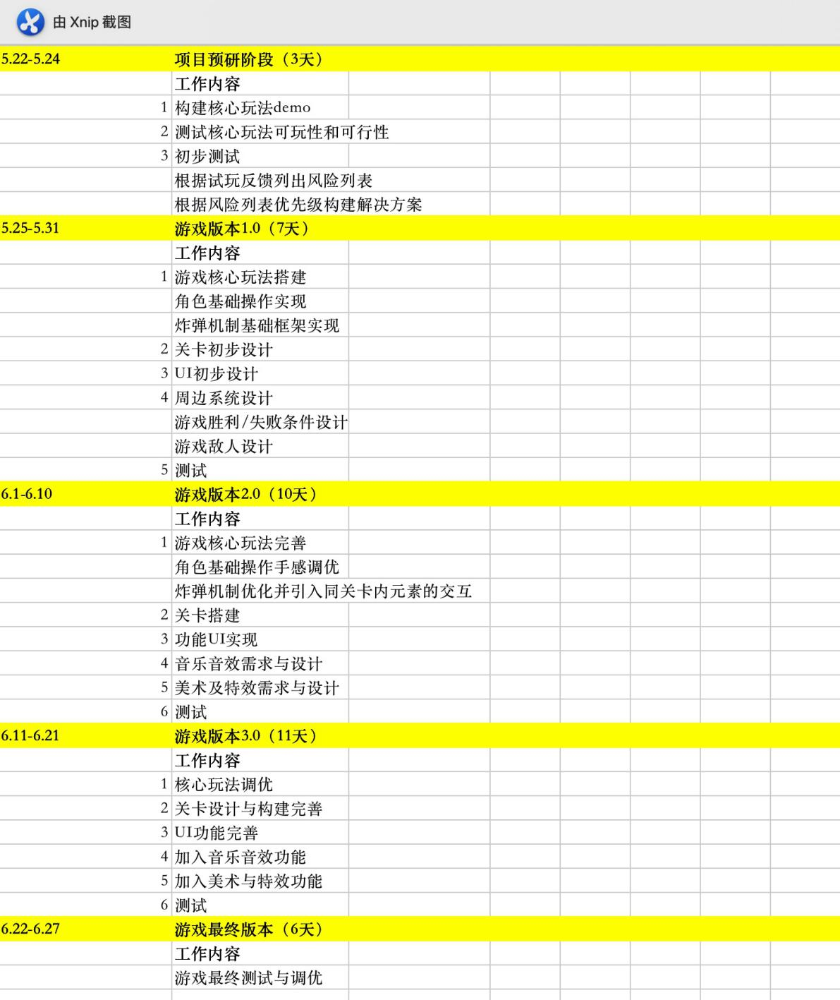 由 Xnip 截图
5.22-5.24 项目预研阶段（3天）
工作内容
1 构建核心玩法demo
2 测试核心玩法可玩性和可行性
3 初步测试
根据试玩反馈列出风险列表
根据风险列表优先级构建解决方案
5.25-5.31 游戏版本1.0（7天）
工作内容
1 游戏核心玩法搭建
角色基础操作实现
炸弹机制基础框架实现
2 关卡初步设计
3 UI初步设计
4 周边系统设计
游戏胜利/失败条件设计
游戏敌人设计
5 测试
6.1-6.10 游戏版本2.0（10天）
工作内容
1 游戏核心玩法完善
角色基础操作手感调优
炸弹机制优化并引入同关卡内元素的交互
2 关卡搭建
3 功能UI实现
4 音乐音效需求与设计
5 美术及特效需求与设计
6 测试
6.11-6.21 游戏版本3.0（11天）
工作内容
1 核心玩法调优
2 关卡设计与构建完善
3 UI功能完善
4 加入音乐音效功能
5 加入美术与特效功能
6 测试
6.22-6.27 游戏最终版本（6天）
工作内容
游戏最终测试与调优